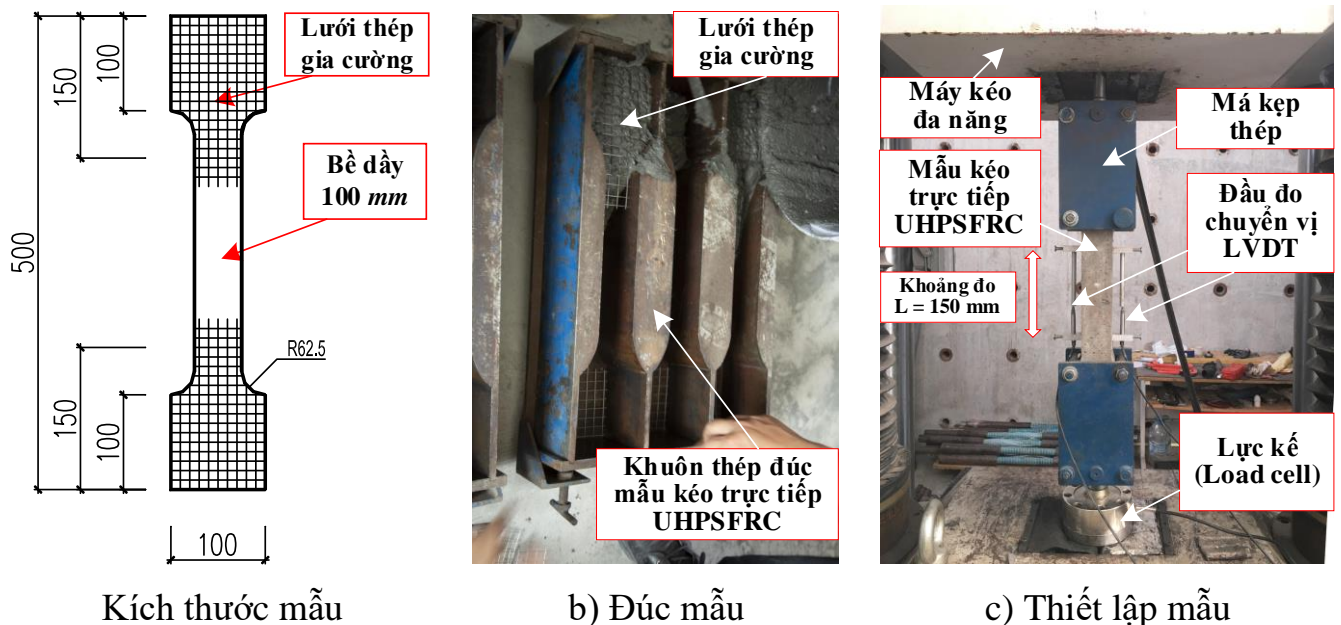 Lưới thép
gia cường
Bề dầy
100 mm
500
150
100
150
100
R62.5
100
Kích thước mẫu
Lưới thép
gia cường
Khuôn thép đúc
mẫu kéo trực tiếp
UHPSFRC
b) Đúc mẫu
Máy kéo
đa năng
Mẫu kéo
trực tiếp
UHPSFRC
Khoảng đo
L = 150 mm
Má kẹp
thép
Đầu đo
chuyển vị
LVDT
Lực kế
(Load cell)
c) Thiết lập mẫu